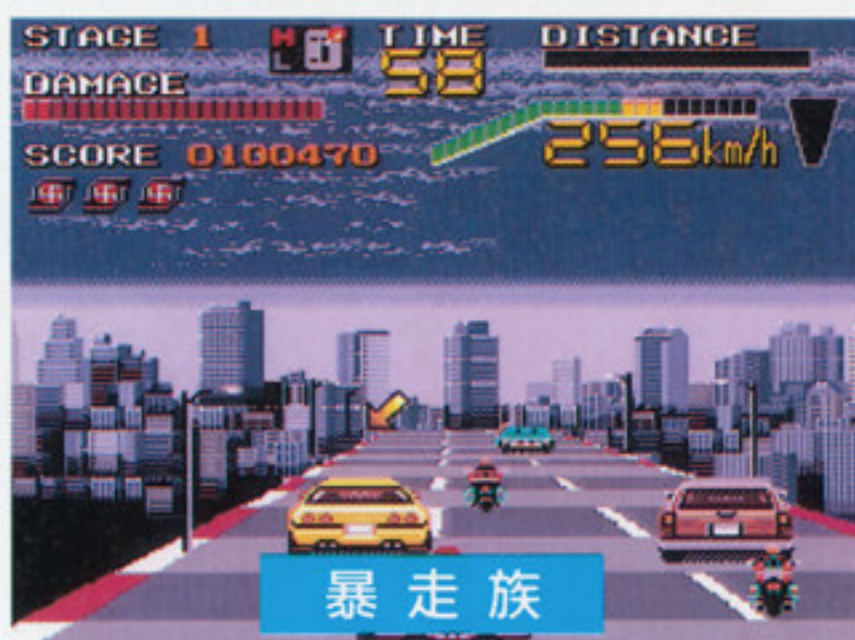 STAGE 1 H L TIME DISTANCE
58
DAMAGE
256km/h
SCORE 0100470
暴走族